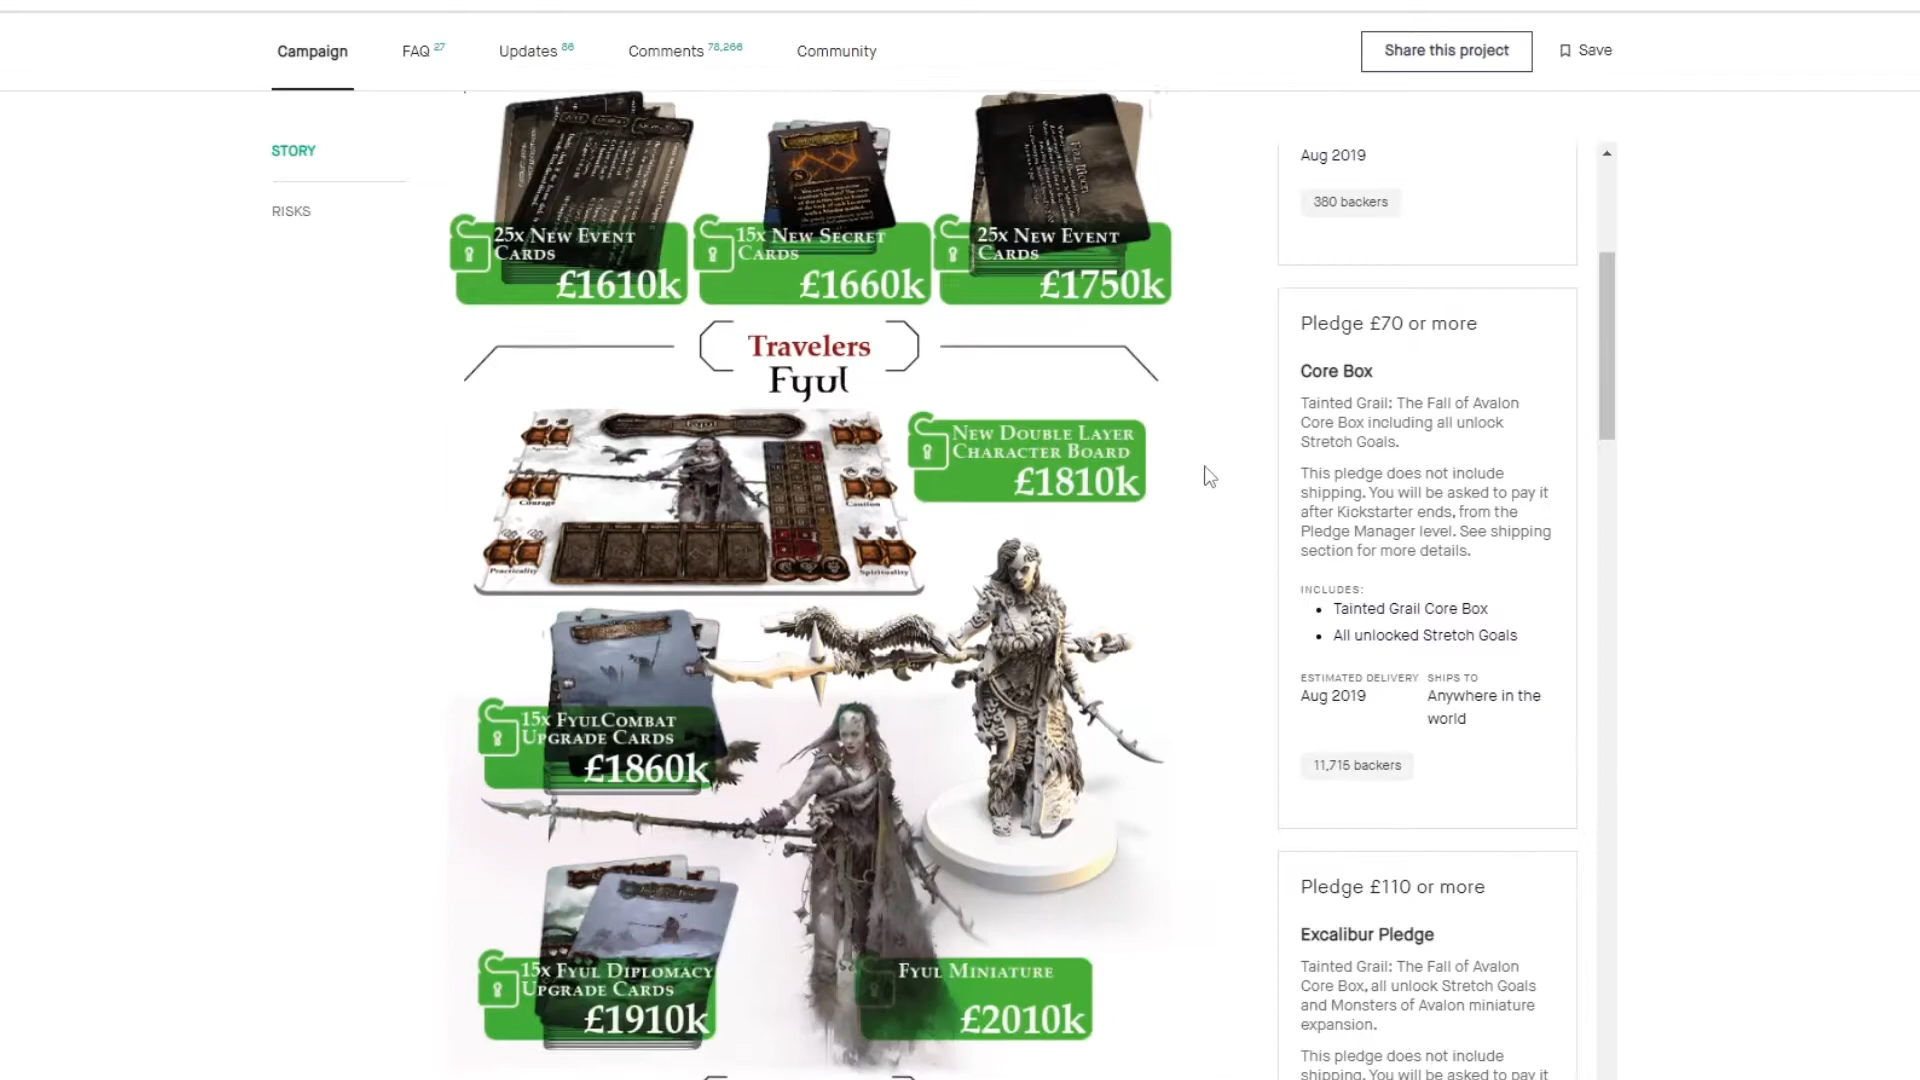 Campaign
FAQ 27
Updates 86
Comments 78,266
Community
Share this project
Save
STORY
RISKS
25x New Event
Cards
£1610k
15x New Secret
Cards
£1660k
25x New Event
Cards
£1750k
Travelers
Fyul
New Double Layer
Character Board
£1810k
Courage
Caution
Practicality
Spirituality
15x FyulCombat
Upgrade Cards
£1860k
15x Fyul Diplomacy
Upgrade Cards
£1910k
Fyul Miniature
£2010k
Aug 2019
380 backers
Pledge £70 or more
Core Box
Tainted Grail: The Fall of Avalon
Core Box including all unlock
Stretch Goals.
This pledge does not include
shipping. You will be asked to pay it
after Kickstarter ends, from the
Pledge Manager level. See shipping
section for more details.
INCLUDES:
• Tainted Grail Core Box
• All unlocked Stretch Goals
ESTIMATED DELIVERY
Aug 2019
SHIPS TO
Anywhere in the
world
11,715 backers
Pledge £110 or more
Excalibur Pledge
Tainted Grail: The Fall of Avalon
Core Box, all unlock Stretch Goals
and Monsters of Avalon miniature
expansion.
This pledge does not include
shipping. You will be asked to pay it